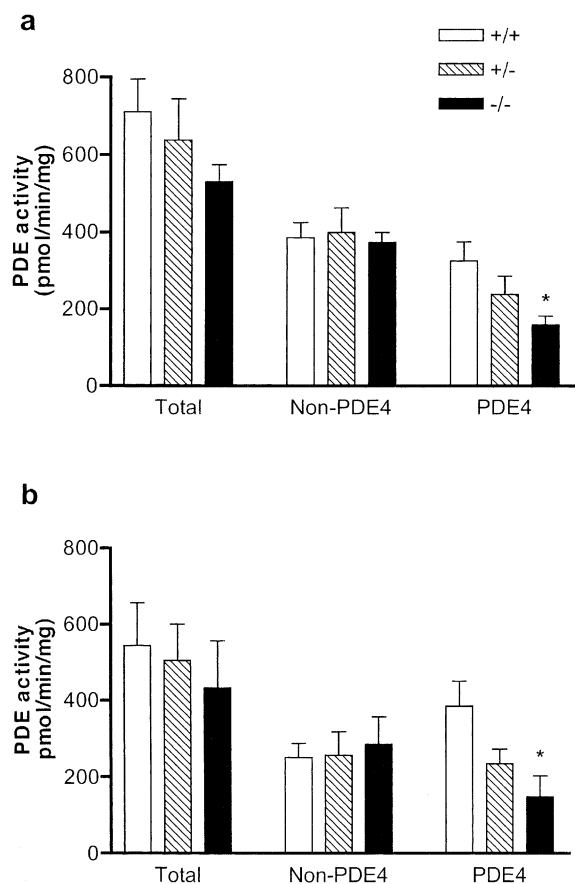 a
+/+
+/-
-/-
PDE activity
(pmol/min/mg)
800
600
400
200
0
Total Non-PDE4 PDE4
*
b
PDE activity
pmol/min/mg)
800
600
400
200
0
Total Non-PDE4 PDE4
*